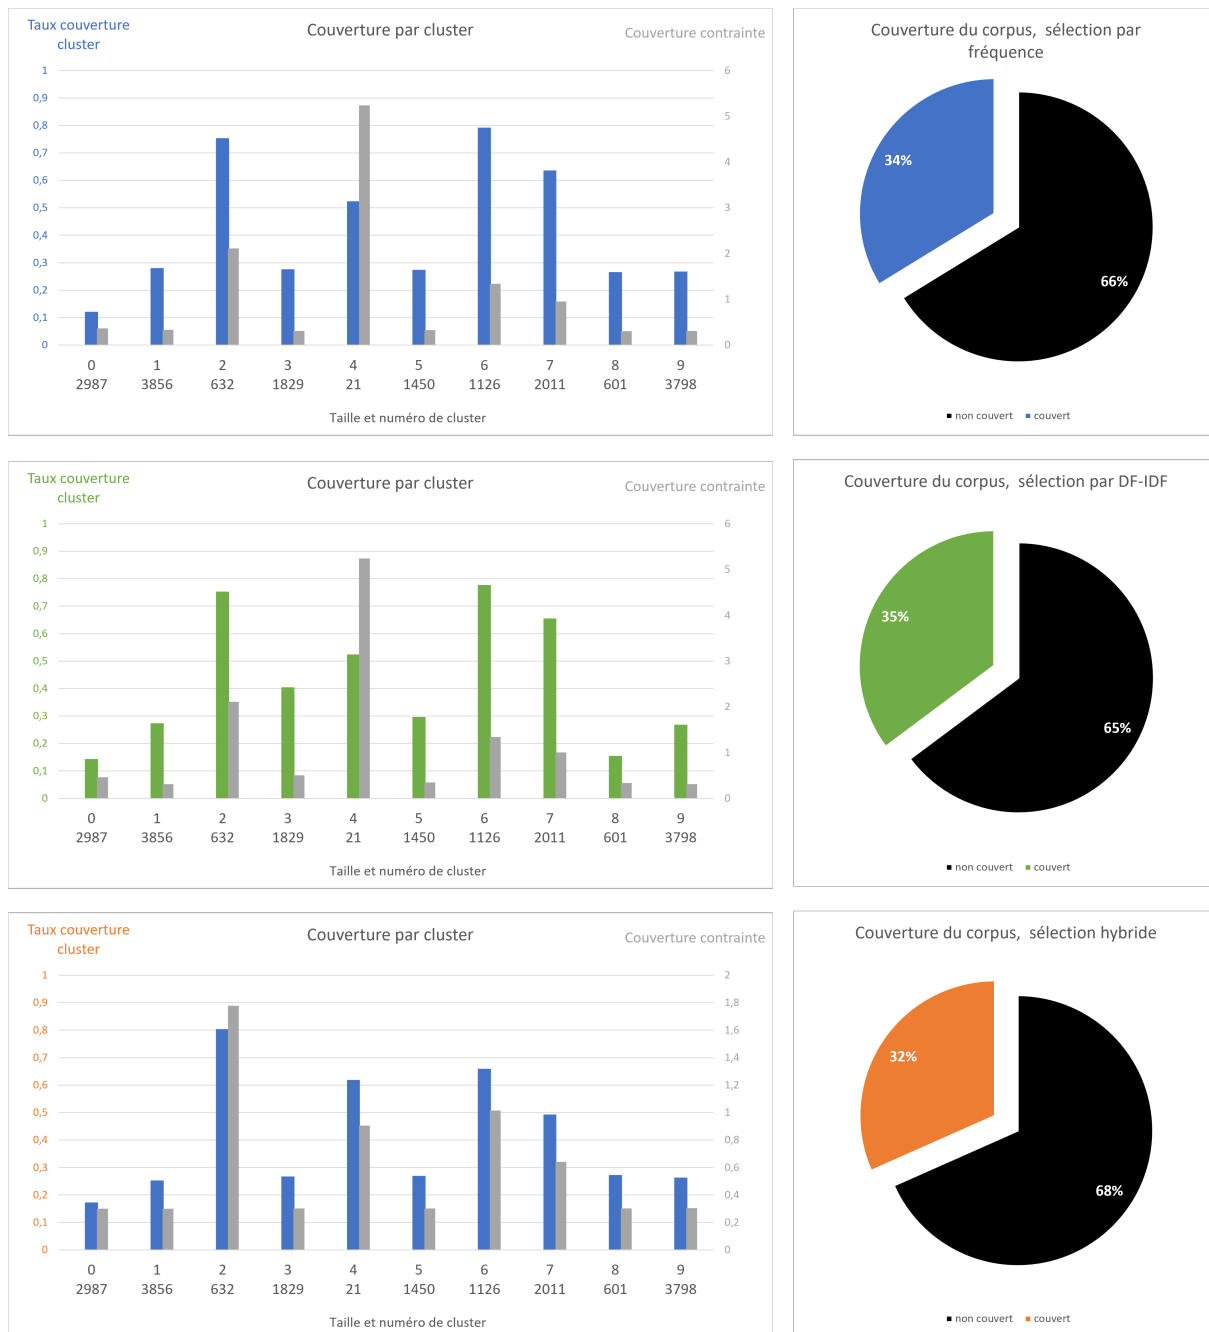 Taux couverture
cluster
Couverture par cluster
Couverture contrainte
1
0,9
0,8
0,7
0,6
0,5
0,4
0,3
0,2
0,1
0
6
5
4
3
2
1
0
0 1 2 3 4 5 6 7 8 9
2987 3856 632 1829 21 1450 1126 2011 601 3798
Taille et numéro de cluster
Couverture du corpus, sélection par
fréquence
34%
66%
non couvert couvert
Taux couverture
cluster
Couverture par cluster
Couverture contrainte
1
0,9
0,8
0,7
0,6
0,5
0,4
0,3
0,2
0,1
0
6
5
4
3
2
1
0
0 1 2 3 4 5 6 7 8 9
2987 3856 632 1829 21 1450 1126 2011 601 3798
Taille et numéro de cluster
Couverture du corpus, sélection par DF-IDF
35%
65%
non couvert couvert
Taux couverture
cluster
Couverture par cluster
Couverture contrainte
1
0,9
0,8
0,7
0,6
0,5
0,4
0,3
0,2
0,1
0
2
1,8
1,6
1,4
1,2
1
0,8
0,6
0,4
0,2
0
0 1 2 3 4 5 6 7 8 9
2987 3856 632 1829 21 1450 1126 2011 601 3798
Taille et numéro de cluster
Couverture du corpus, sélection hybride
32%
68%
non couvert couvert